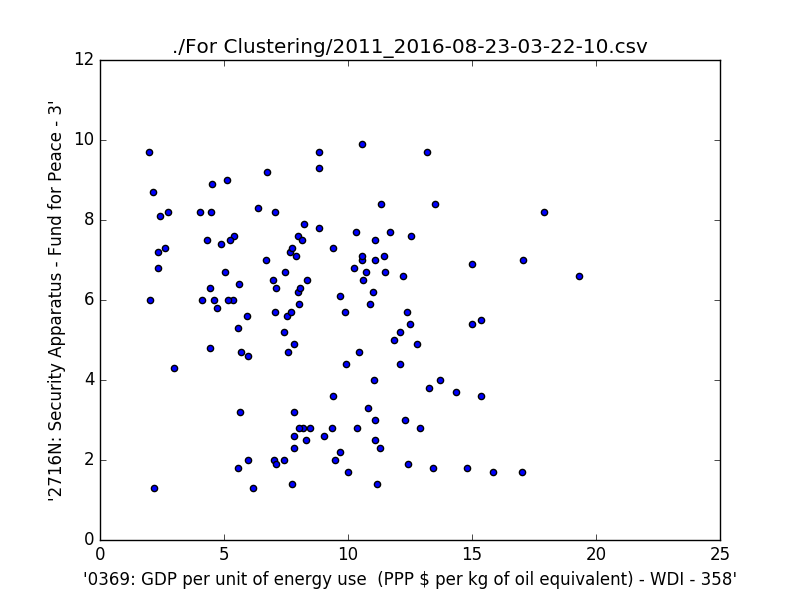 ./For Clustering/2011_2016-08-23-03-22-10.csv
12
10
8
6
4
2
0
'2716N: Security Apparatus - Fund for Peace - 3'
0 5 10 15 20 25
'0369: GDP per unit of energy use  (PPP $ per kg of oil equivalent) - WDI - 358'